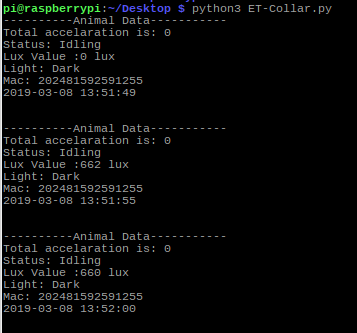 pi@raspberrypi:~/Desktop $ python3 ET-Collar.py
----------Animal Data-----------
Total accelaration is: 0
Status: Idling
Lux Value :0 lux
Light: Dark
Mac: 202481592591255
2019-03-08 13:51:49
----------Animal Data-----------
Total accelaration is: 0
Status: Idling
Lux Value :662 lux
Light: Dark
Mac: 202481592591255
2019-03-08 13:51:55
----------Animal Data-----------
Total accelaration is: 0
Status: Idling
Lux Value :660 lux
Light: Dark
Mac: 202481592591255
2019-03-08 13:52:00